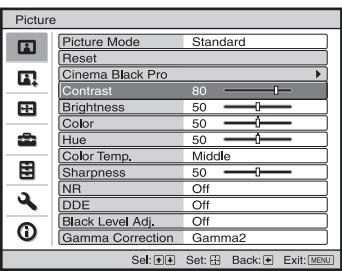 Picture
Picture Mode Standard
Reset
Cinema Black Pro
Contrast 80
Brightness 50
Color 50
Hue 50
Color Temp. Middle
Sharpness 50
NR Off
DDE Off
Black Level Adj. Off
Gamma Correction Gamma2
Sel: Set: Back: Exit: MENU